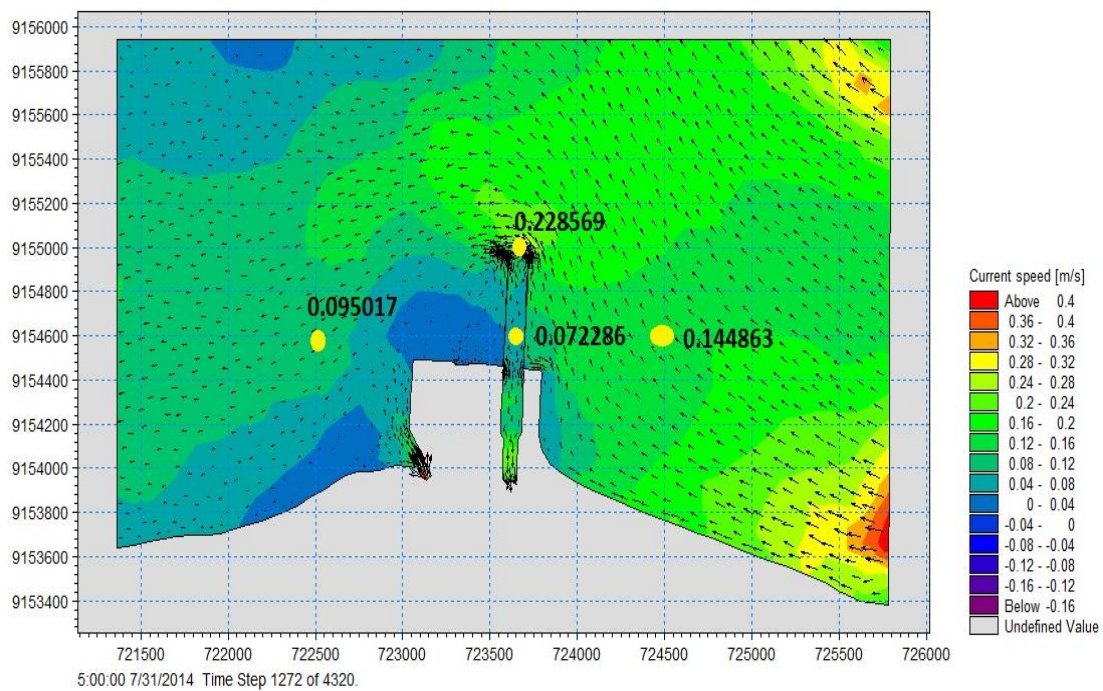 9156000
9155800
9155600
9155400
9155200
9155000
9154800
9154600
9154400
9154200
9154000
9153800
9153600
9153400
0.228569
0.095017
0.072286
0.144863
721500 722000 722500 723000 723500 724000 724500 725000 725500 726000
5:00:00 7/31/2014 Time Step 1272 of 4320.
Current speed [m/s]
Above 0.4
0.36 - 0.4
0.32 - 0.36
0.28 - 0.32
0.24 - 0.28
0.2 - 0.24
0.16 - 0.2
0.12 - 0.16
0.08 - 0.12
0.04 - 0.08
0 - 0.04
-0.04 - 0
-0.08 - -0.04
-0.12 - -0.08
-0.16 - -0.12
Below -0.16
Undefined Value